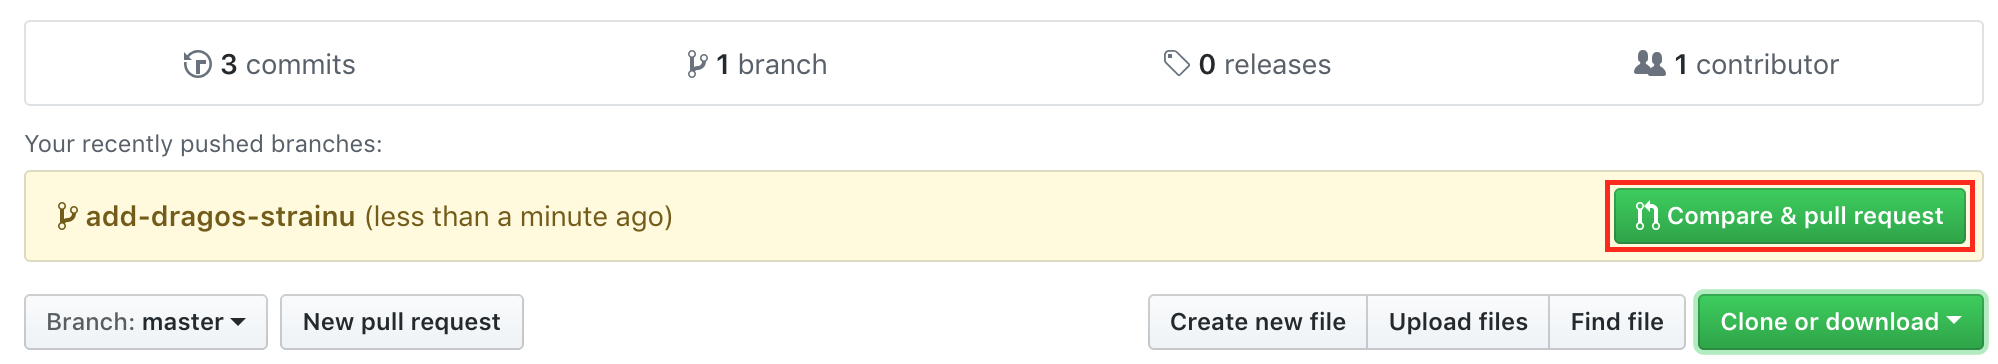 3 commits 1 branch 0 releases 1 contributor
Your recently pushed branches:
add-dragos-strainu (less than a minute ago) Compare & pull request
Branch: master New pull request Create new file Upload files Find file Clone or download